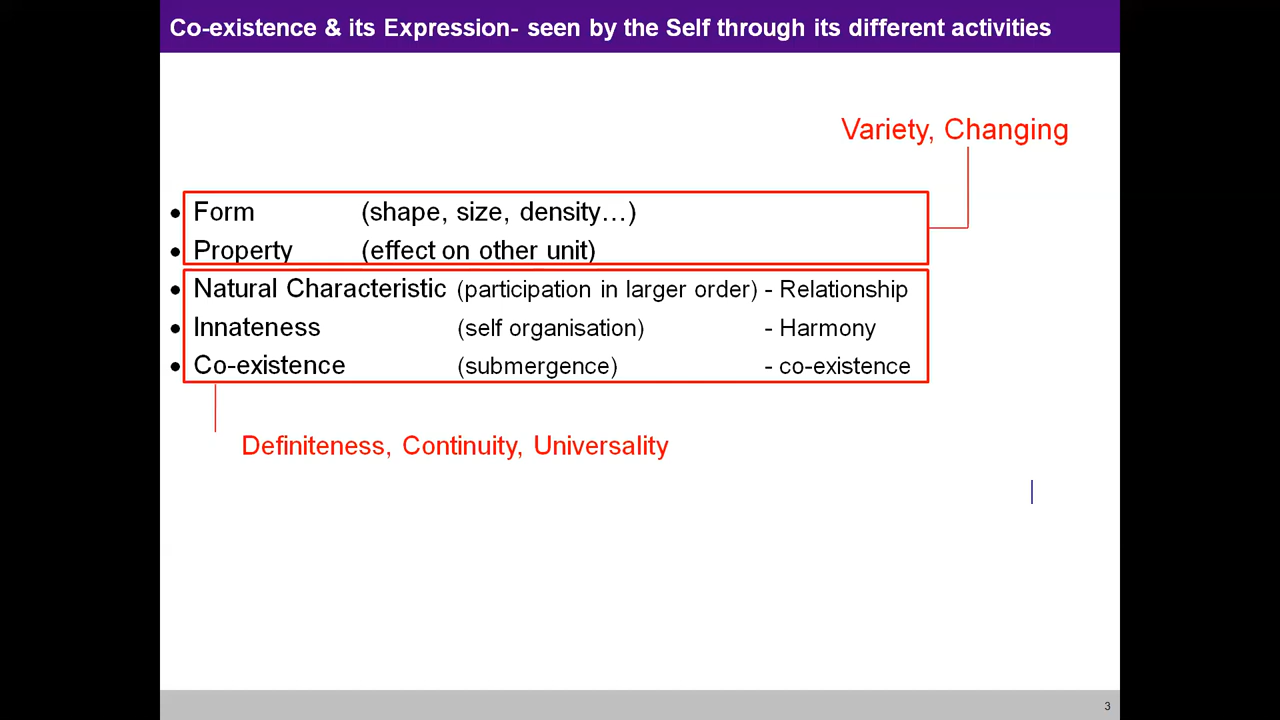 Co-existence & its Expression- seen by the Self through its different activities
Variety, Changing
• Form (shape, size, density…)
• Property (effect on other unit)
• Natural Characteristic (participation in larger order) - Relationship
• Innateness (self organisation) - Harmony
• Co-existence (submergence) - co-existence
Definiteness, Continuity, Universality
3